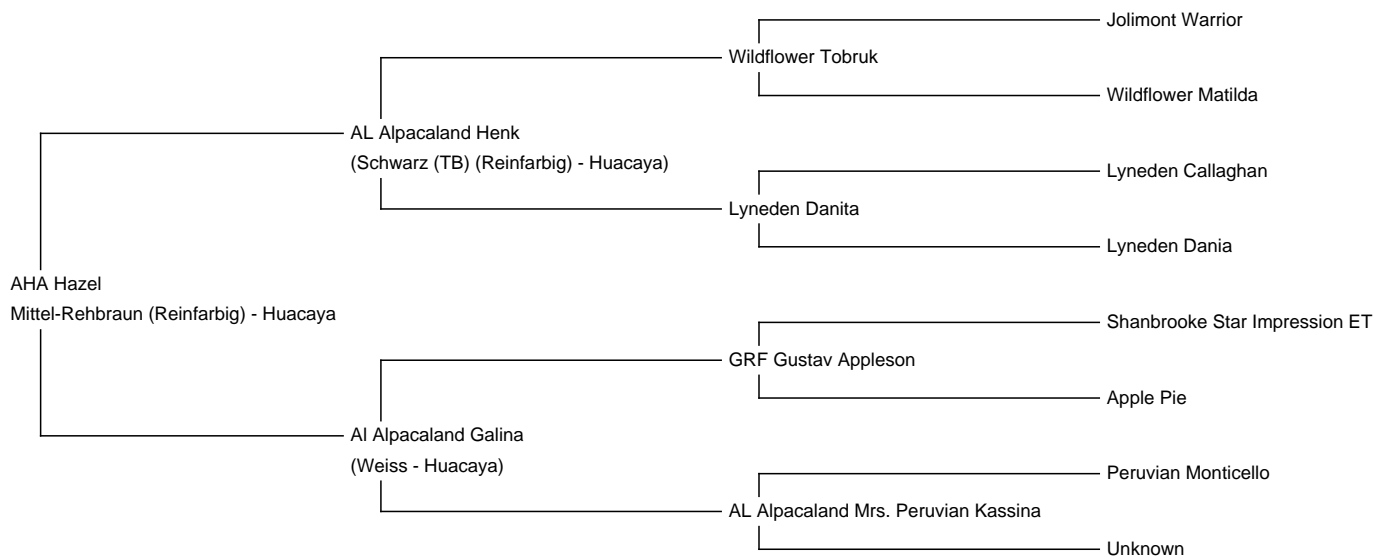 Jolimont Warrior
Wildflower Tobruk
Wildflower Matilda
AL Alpacaland Henk
(Schwarz (TB) (Reinfarbig) - Huacaya)
Lyneden Callaghan
Lyneden Danita
Lyneden Dania
AHA Hazel
Mittel-Rehbraun (Reinfarbig) - Huacaya
Shanbrooke Star Impression ET
GRF Gustav Appleson
Apple Pie
Al Alpacaland Galina
(Weiss - Huacaya)
Peruvian Monticello
AL Alpacaland Mrs. Peruvian Kassina
Unknown